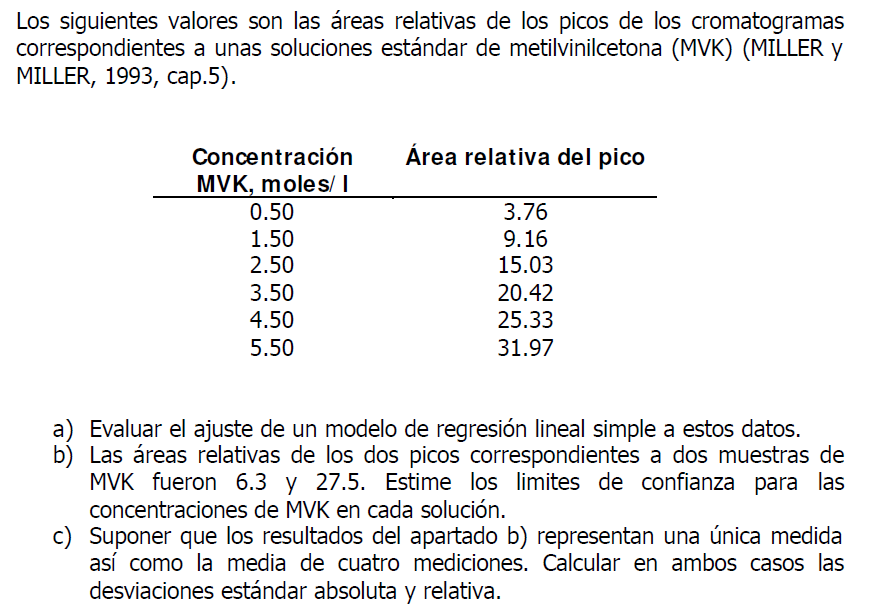 Los siguientes valores son las áreas relativas de los picos de los cromatogramas
correspondientes a unas soluciones estándar de metilvinilcetona (MVK) (MILLER y
MILLER, 1993, cap.5).
Concentración Área relativa del pico
MVK, moles/ l
0.50 3.76
1.50 9.16
2.50 15.03
3.50 20.42
4.50 25.33
5.50 31.97
a) Evaluar el ajuste de un modelo de regresión lineal simple a estos datos.
b) Las áreas relativas de los dos picos correspondientes a dos muestras de
MVK fueron 6.3 y 27.5. Estime los limites de confianza para las
concentraciones de MVK en cada solución.
c) Suponer que los resultados del apartado b) representan una única medida
así como la media de cuatro mediciones. Calcular en ambos casos las
desviaciones estándar absoluta y relativa.